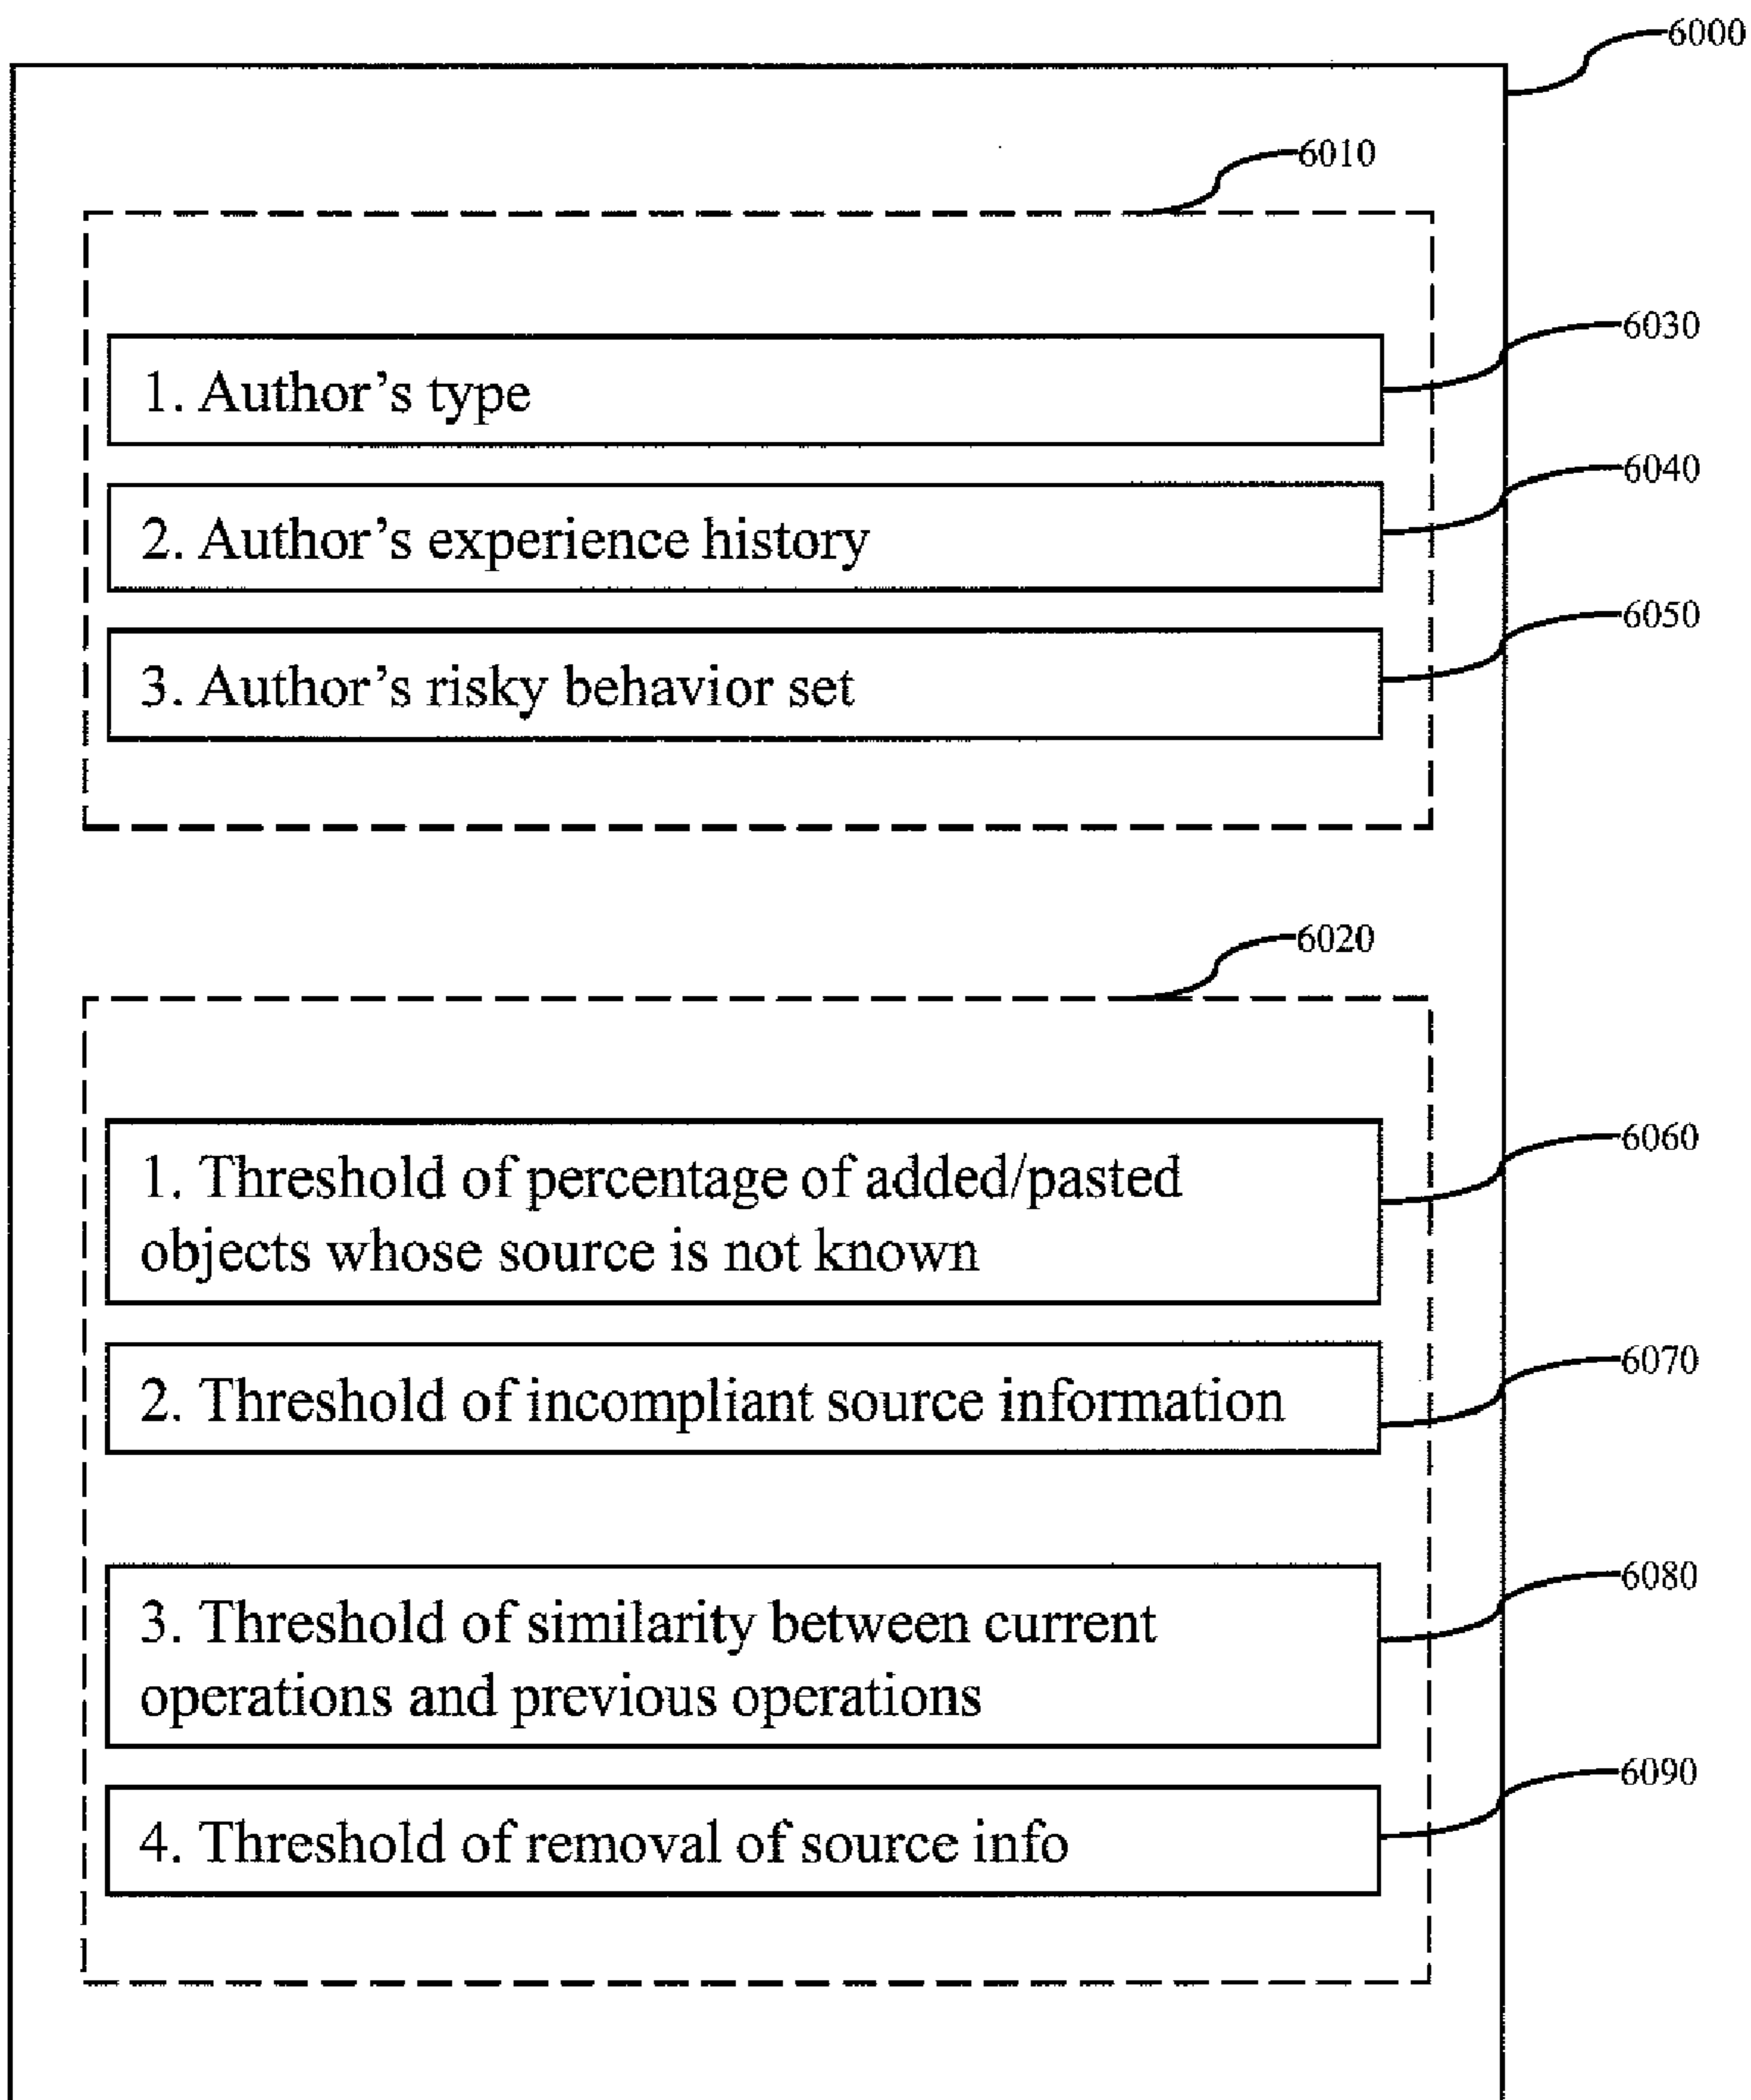 6000
6010
1. Author’s type
6030
2. Author’s experience history
6040
3. Author’s risky behavior set
6050
6020
1. Threshold of percentage of added/pasted
objects whose source is not known
6060
2. Threshold of incompliant source information
6070
3. Threshold of similarity between current
operations and previous operations
6080
4. Threshold of removal of source info
6090